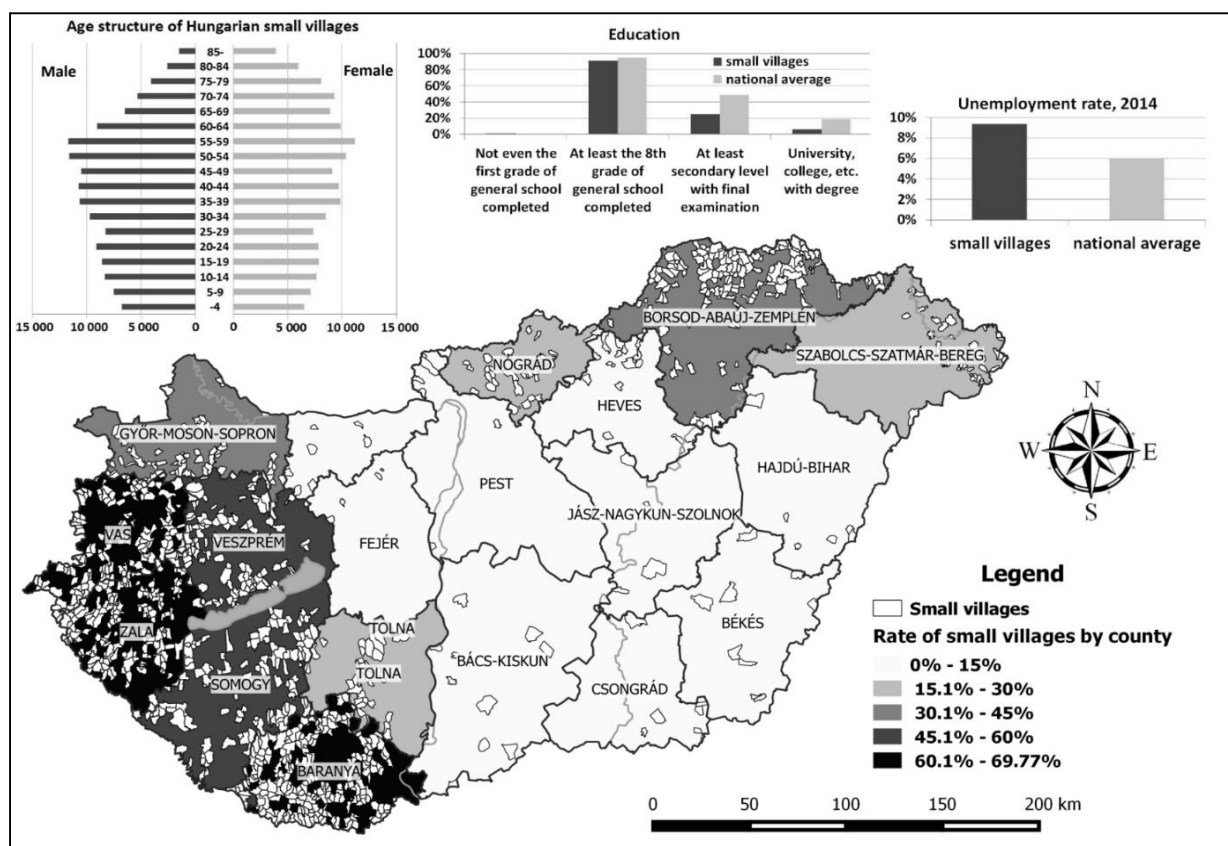 Age structure of Hungarian small villages
Male
Female
85-
80-84
75-79
70-74
65-69
60-64
55-59
50-54
45-49
40-44
35-39
30-34
25-29
20-24
15-19
10-14
5-9
-4
15 000 10 000 5 000 0 0 5 000 10 000 15 000
Education
100%
80%
60%
40%
20%
0%
small villages
national average
Not even the first grade of general school completed
At least the 8th grade of general school completed
At least secondary level with final examination
University, college, etc. with degree
Unemployment rate, 2014
10%
8%
6%
4%
2%
0%
small villages national average
BORSOD-ABAÚJ-ZEMPLÉN
SZABOLCS-SZATMÁR-BEREG
NÓGRÁD
HEVES
GYŐR-MOSON-SOPRON
HAJDÚ-BIHAR
PEST
JÁSZ-NAGYKUN-SZOLNOK
VAS
VESZPRÉM
FEJÉR
ZALA
TOLNA
BÉKÉS
BÁCS-KISKUN
TOLNA
SOMOGY
CSONGRÁD
BARANYA
N
W E
S
Legend
Small villages
Rate of small villages by county
0% - 15%
15.1% - 30%
30.1% - 45%
45.1% - 60%
60.1% - 69.77%
0 50 100 150 200 km